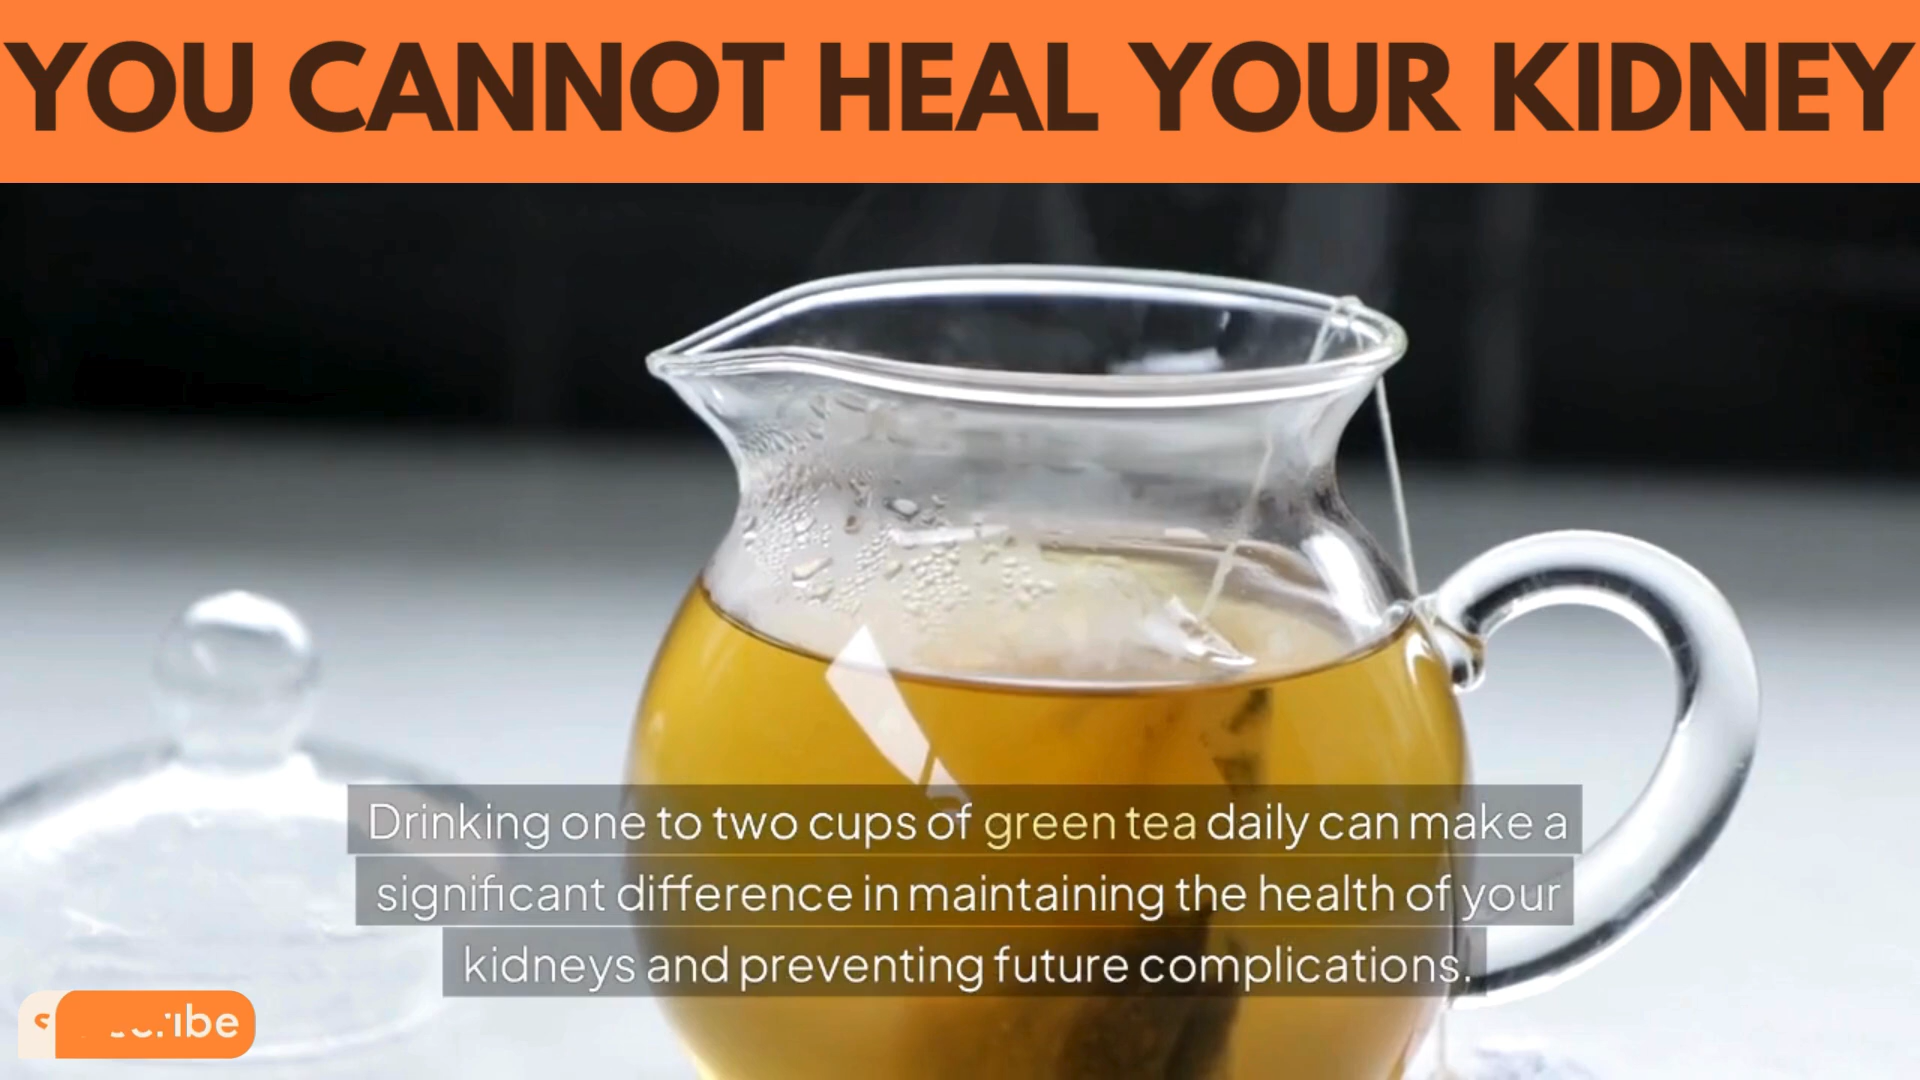 YOU CANNOT HEAL YOUR KIDNEY
Drinking one to two cups of green tea daily can make a
significant difference in maintaining the health of your
kidneys and preventing future complications.